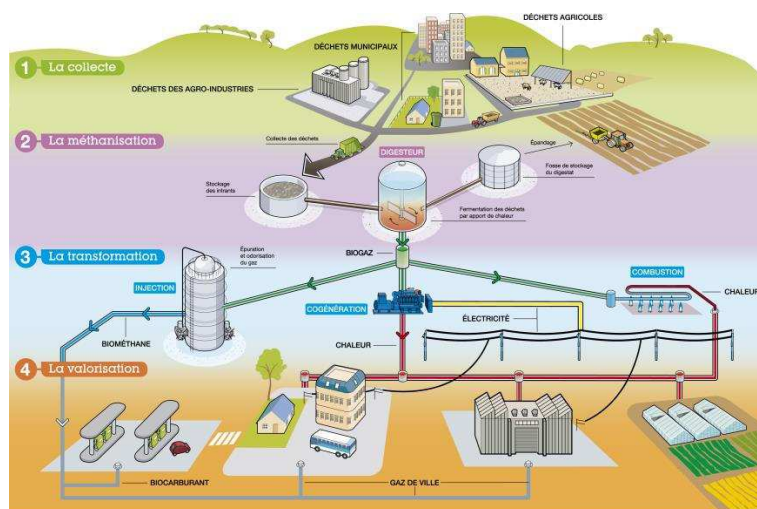 DÉCHETS AGRICOLES
DÉCHETS MUNICIPAUX
1 La collecte
DÉCHETS DES AGRO-INDUSTRIES
2 La méthanisation
Collecte des déchets
DIGESTEUR
Épandage
Fosse de stockage
du digestat
Stockage
des intrants
Fermentation des déchets
par apport de chaleur
3 La transformation
Épuration
et odorisation
du gaz
BIOGAZ
COMBUSTION
INJECTION
CHALEUR
COGÉNÉRATION
ÉLECTRICITÉ
BIOMÉTHANE
CHALEUR
4 La valorisation
BIOCARBURANT
GAZ DE VILLE